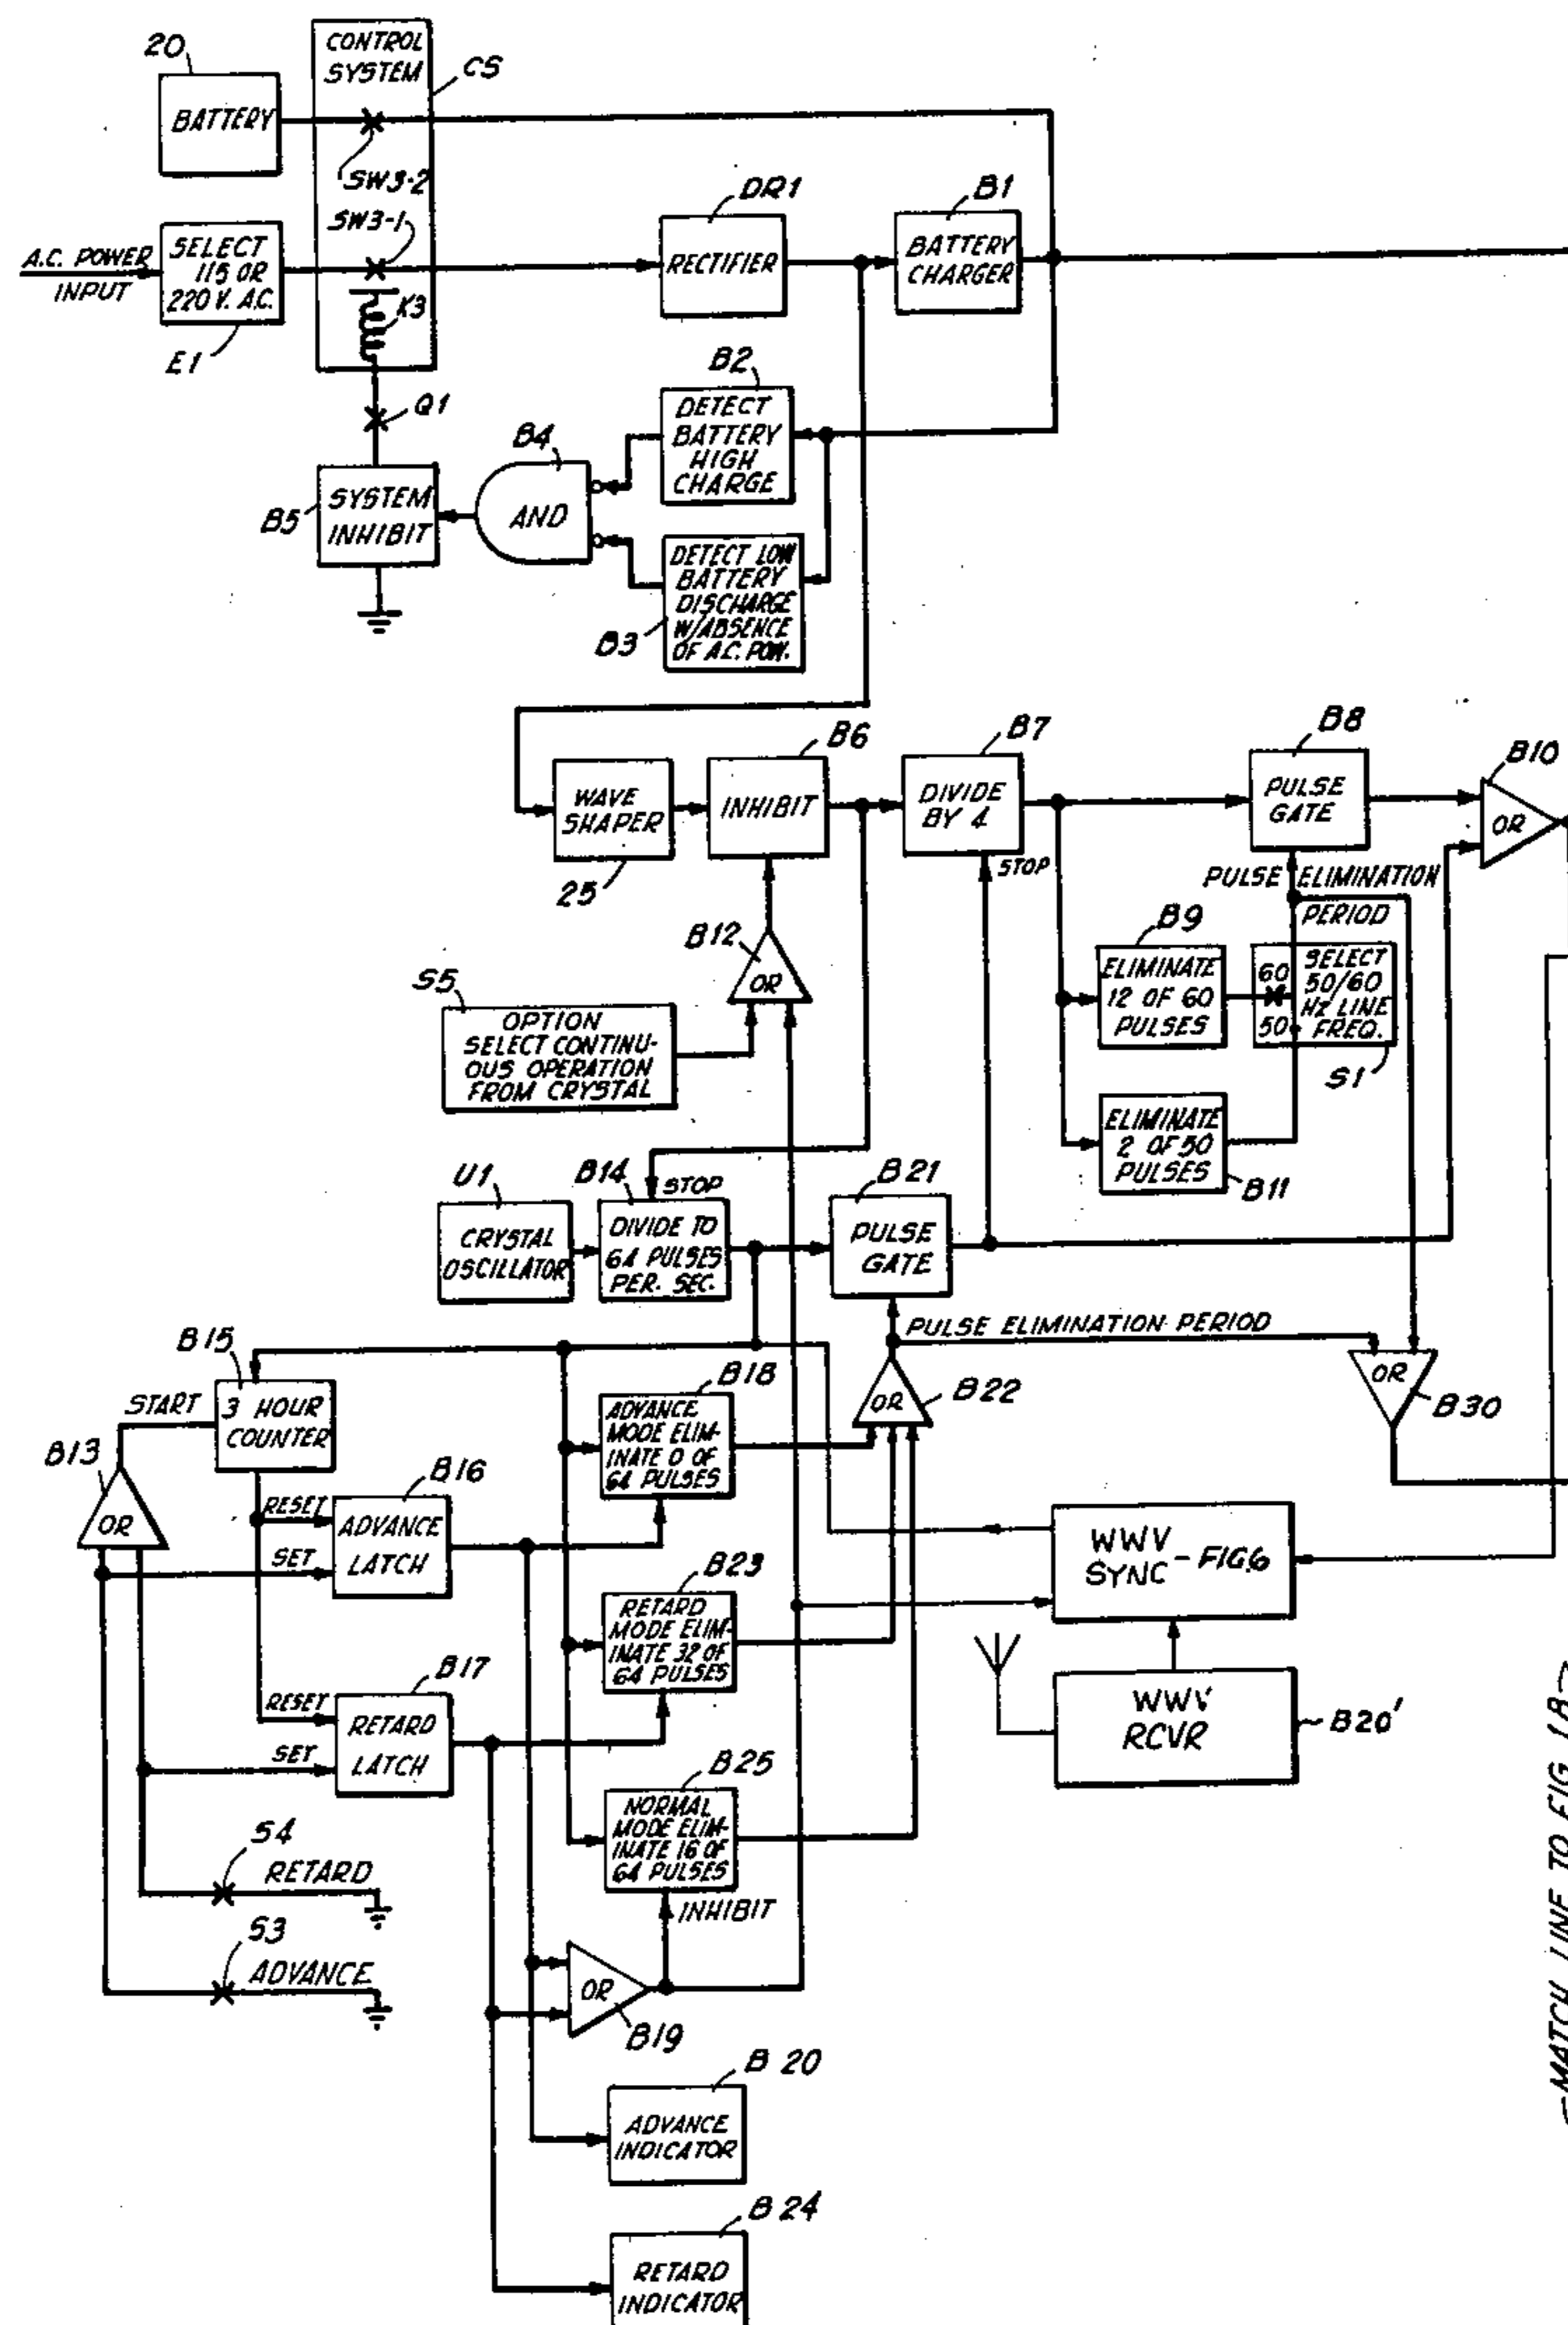 20
BATTERY
CONTROL
SYSTEM
CS
SW3-2
SW3-1
K3
A.C. POWER
INPUT
SELECT
115 OR
220 V. A.C.
E1
DR1
RECTIFIER
B1
BATTERY
CHARGER
Q1
B2
DETECT
BATTERY
HIGH
CHARGE
B4
AND
B5
SYSTEM
INHIBIT
DETECT LOW
BATTERY
DISCHARGE
W/ABSENCE
OF A.C. POW.
B3
WAVE
SHAPER
25
B6
INHIBIT
B7
DIVIDE
BY 4
STOP
B8
PULSE
GATE
B10
OR
PULSE ELIMINATION
PERIOD
B12
OR
B9
ELIMINATE
12 OF 60
PULSES
60
50
SELECT
50/60
HZ LINE
FREQ.
S1
S5
OPTION
SELECT CONTINU-
OUS OPERATION
FROM CRYSTAL
ELIMINATE
2 OF 50
PULSES
B11
U1
CRYSTAL
OSCILLATOR
B14
STOP
DIVIDE TO
64 PULSES
PER. SEC.
B21
PULSE
GATE
PULSE ELIMINATION PERIOD
B15
START
3 HOUR
COUNTER
B18
ADVANCE
MODE ELIM-
INATE 0 OF
64 PULSES
OR
B22
OR
B30
B13
OR
B16
RESET
SET
ADVANCE
LATCH
B23
RETARD
MODE ELIM-
INATE 32 OF
64 PULSES
WWV
SYNC - FIG.6
B17
RESET
SET
RETARD
LATCH
WWV
RCVR
B20'
B25
NORMAL
MODE ELIM-
INATE 16 OF
64 PULSES
INHIBIT
S4
RETARD
S3
ADVANCE
OR
B19
B 20
ADVANCE
INDICATOR
B 24
RETARD
INDICATOR
MATCH LINE TO FIG. 1B